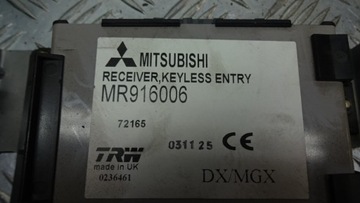 MITSUBISHI
RECEIVER,KEYLESS ENTRY
MR916006
72165
031125 CE
TRW
made in UK
0236461
DX/MGX